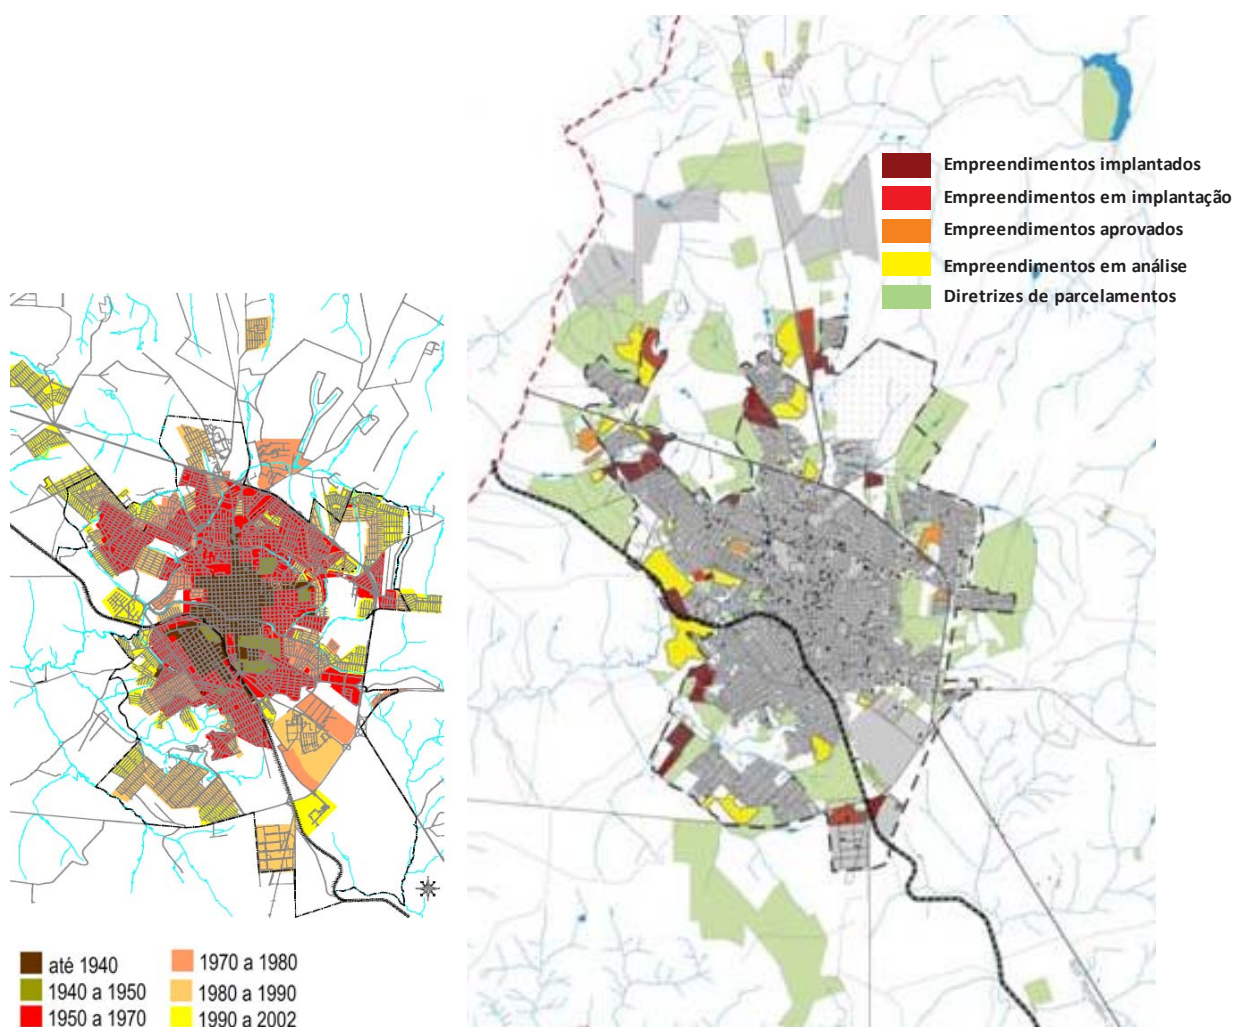 Empreendimentos implantados
Empreendimentos em implantação
Empreendimentos aprovados
Empreendimentos em análise
Diretrizes de parcelamentos
até 1940
1940 a 1950
1950 a 1970
1970 a 1980
1980 a 1990
1990 a 2002